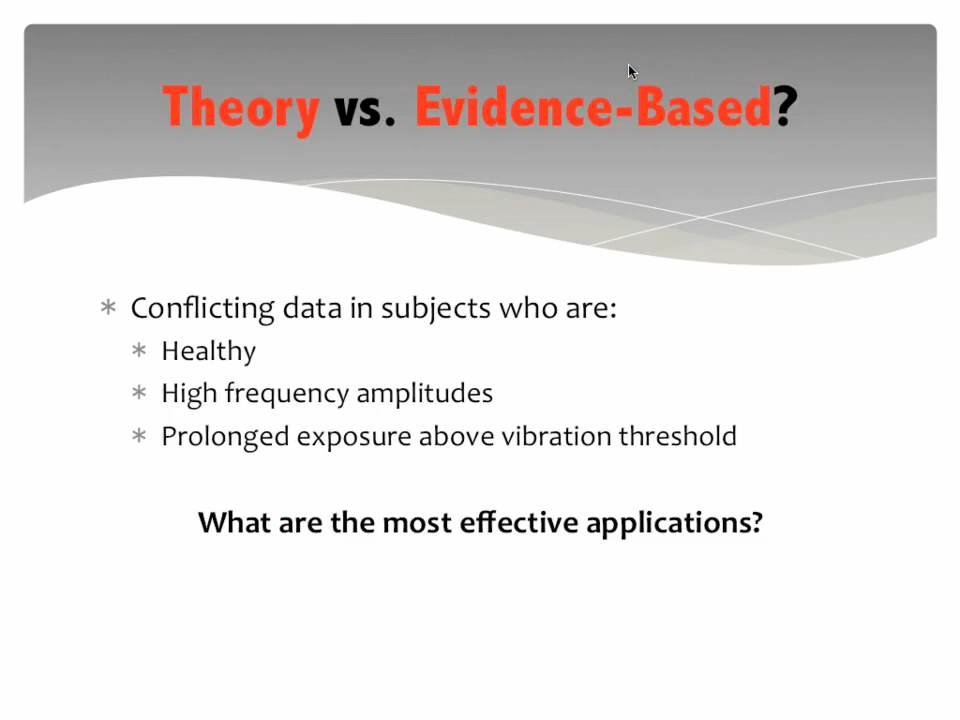 Theory vs. Evidence-Based?
* Conflicting data in subjects who are:
* Healthy
* High frequency amplitudes
* Prolonged exposure above vibration threshold
What are the most effective applications?